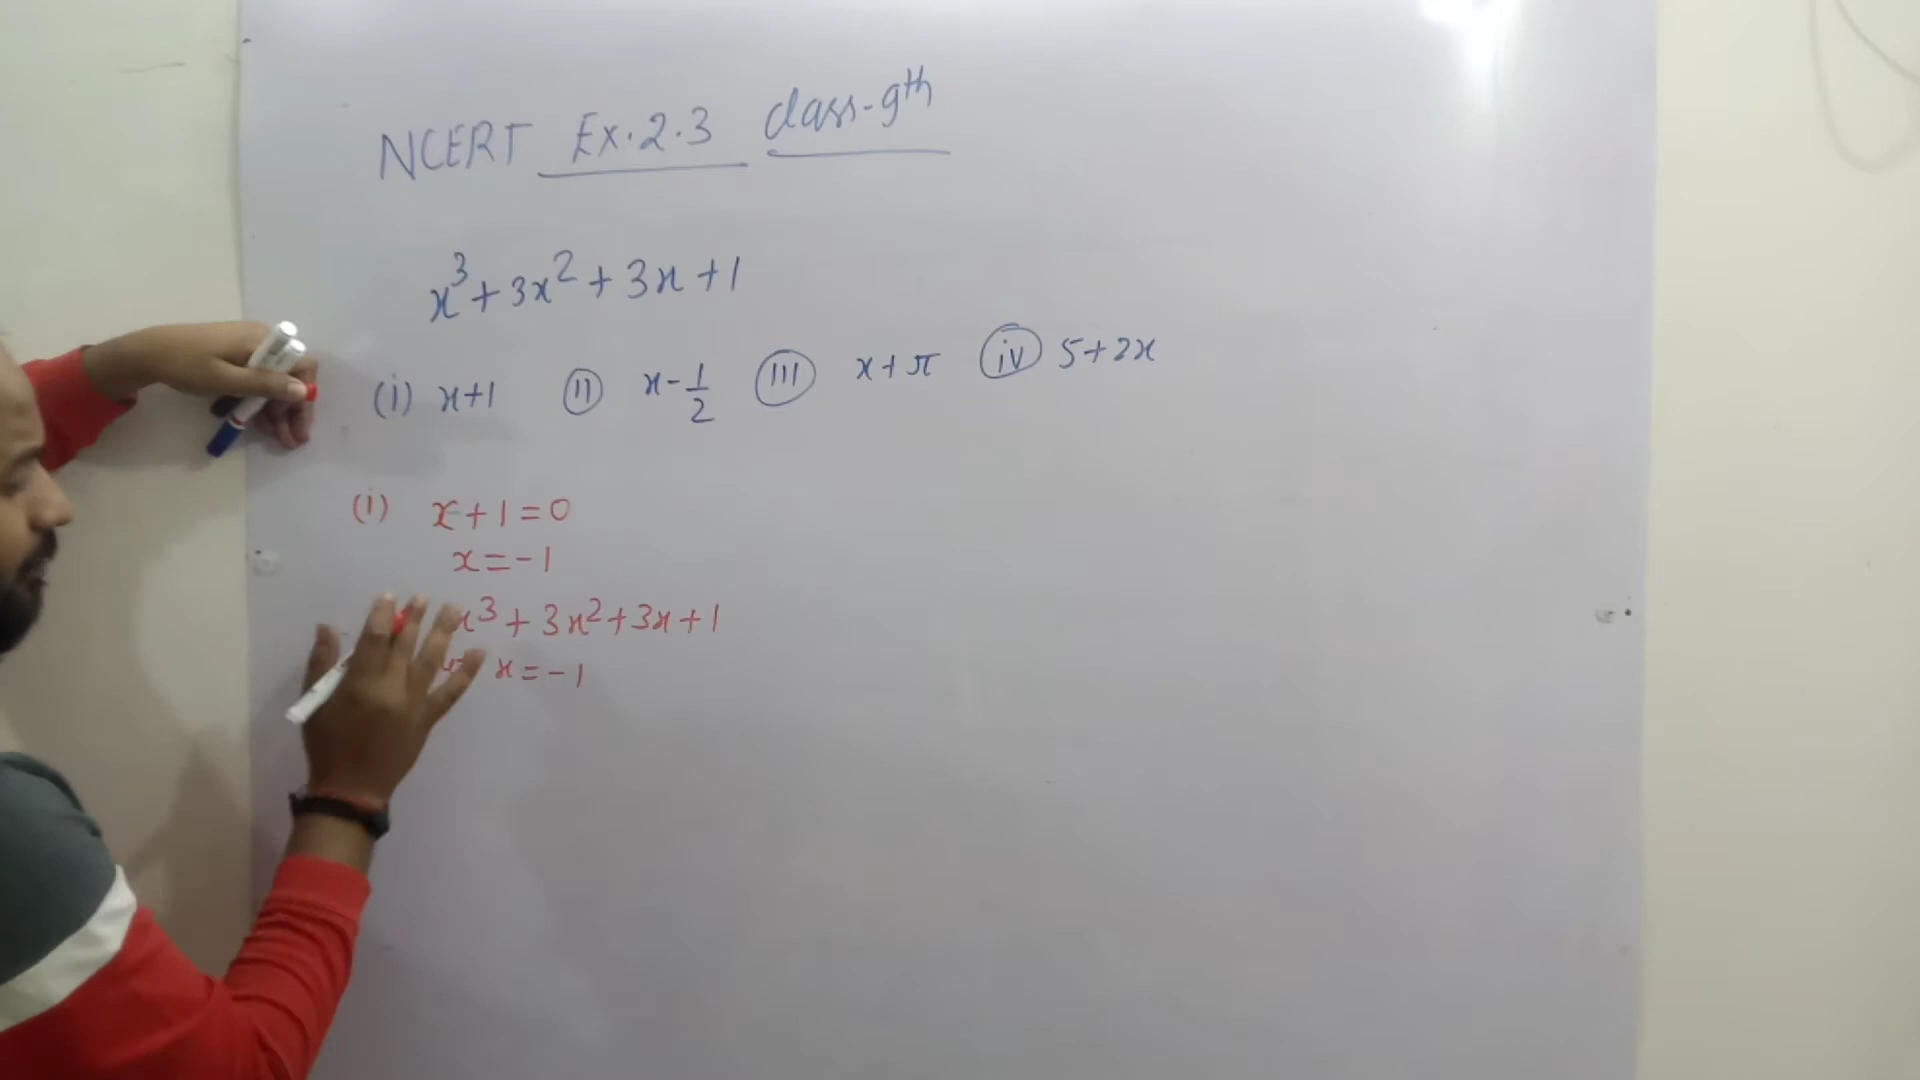 NCERT Ex. 2.3 class-9th
x³+3x²+3x+1
(i) x+1 (ii) x-1/2 (iii) x+π (iv) 5+2x
(i) x+1=0
x=-1
x³+3x²+3x+1
x=-1